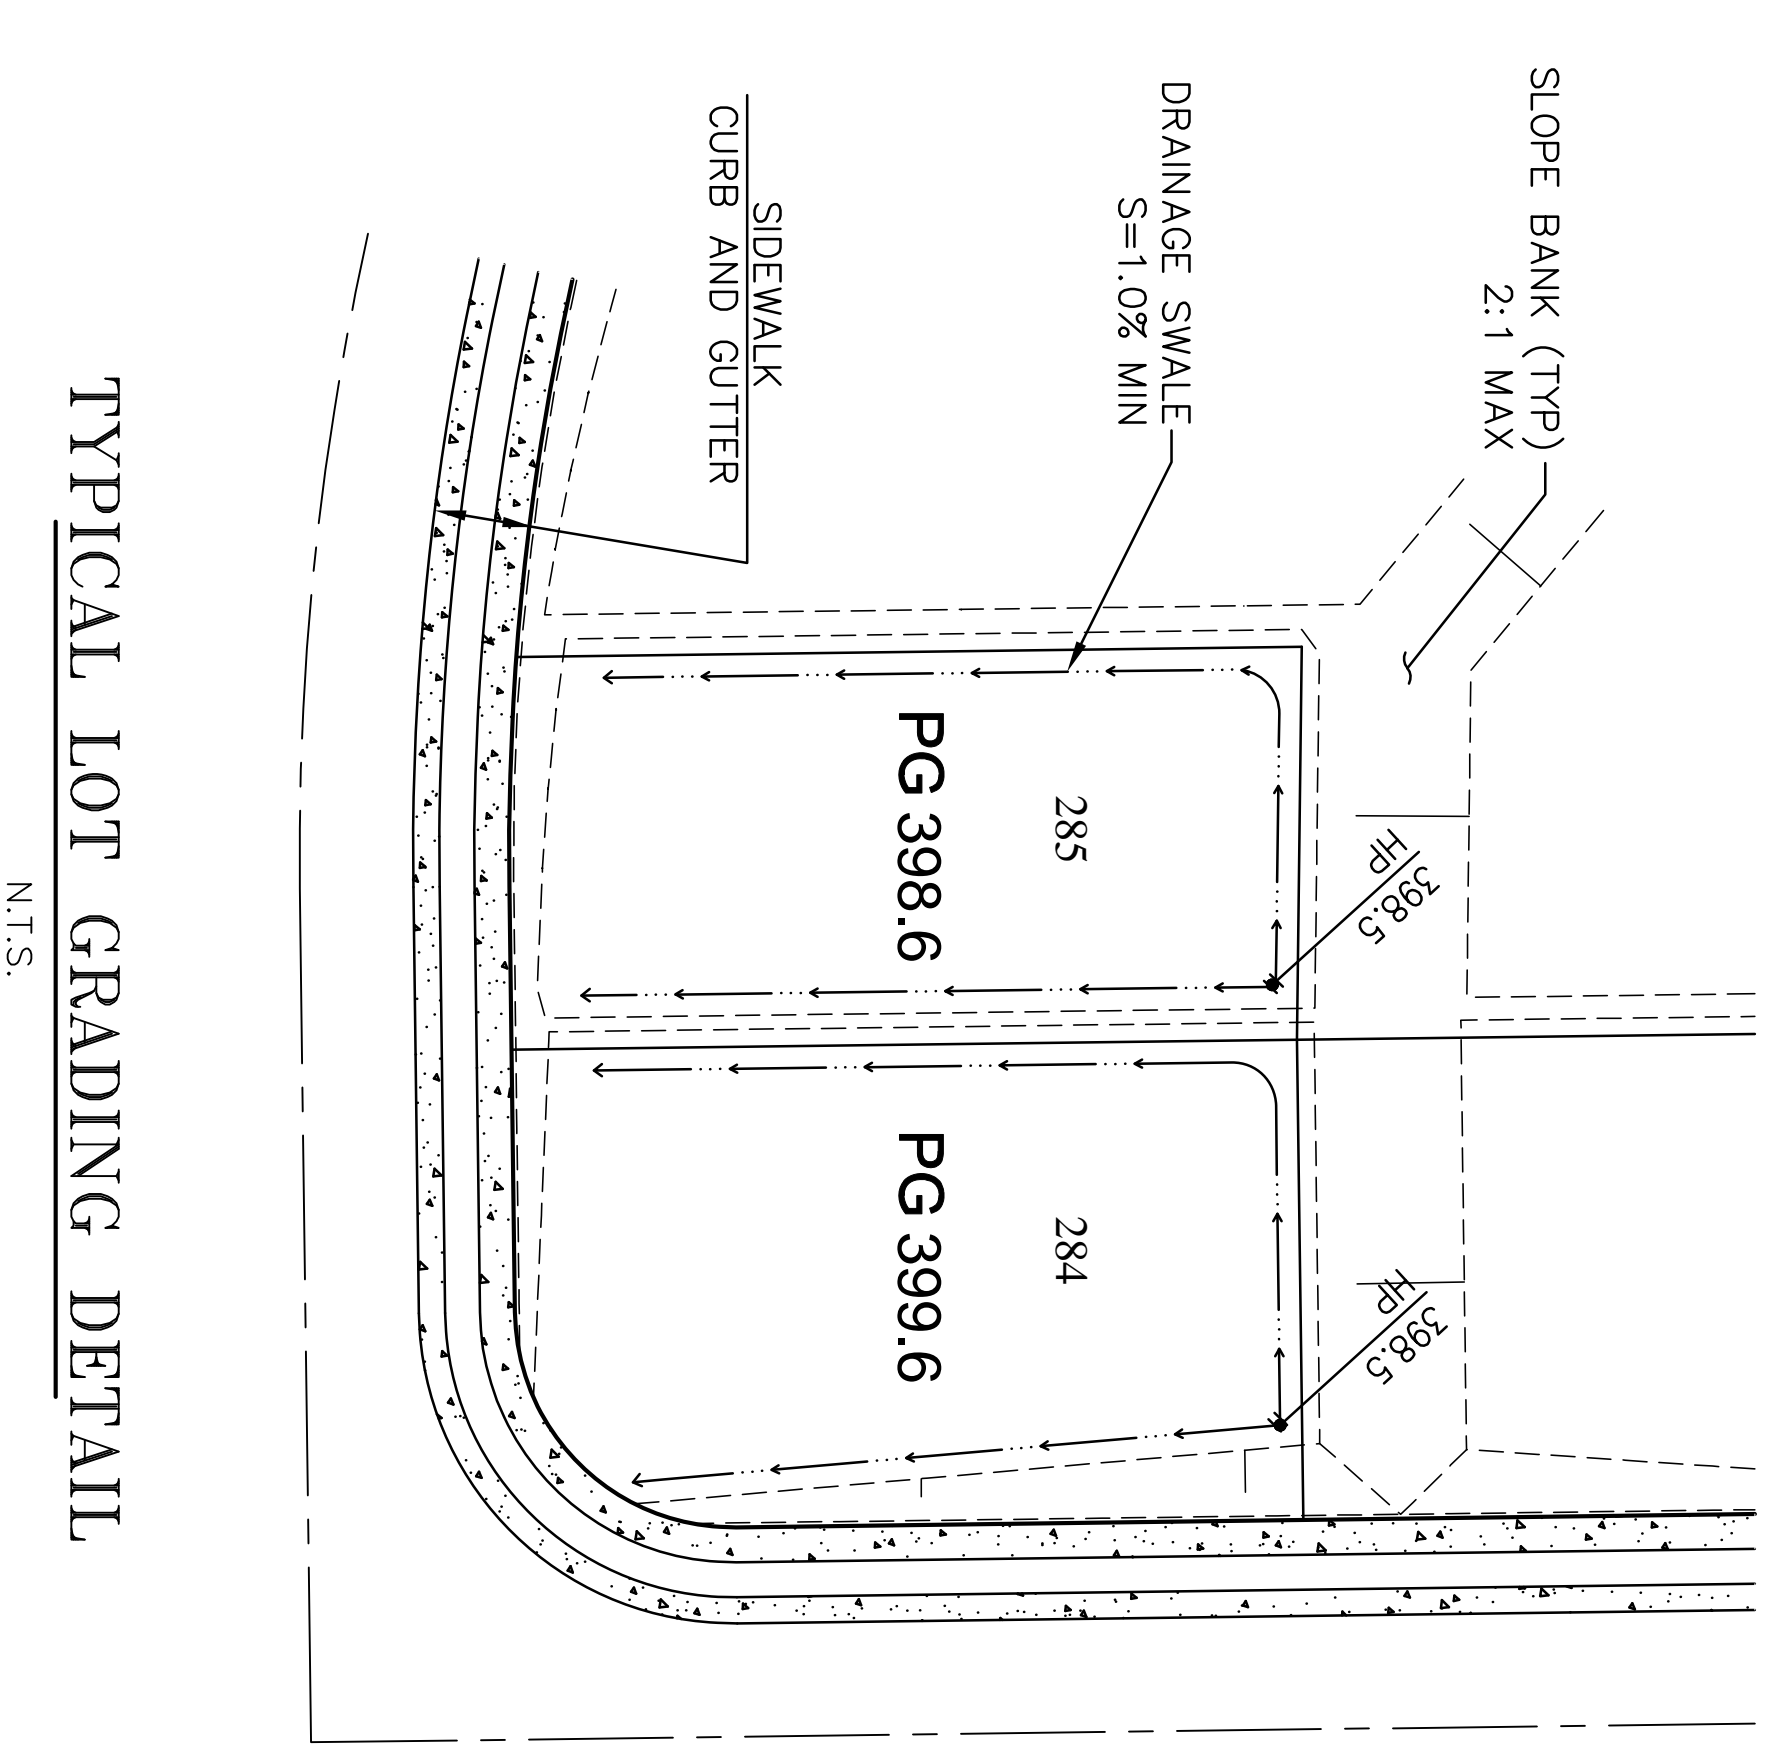 SLOPE BANK (TYP)
2:1 MAX
DRAINAGE SWALE
S=1.0% MIN
SIDEWALK
CURB AND GUTTER
398.5
HP
398.5
HP
285
PG 398.6
284
PG 399.6
TYPICAL LOT GRADING DETAIL
N.T.S.